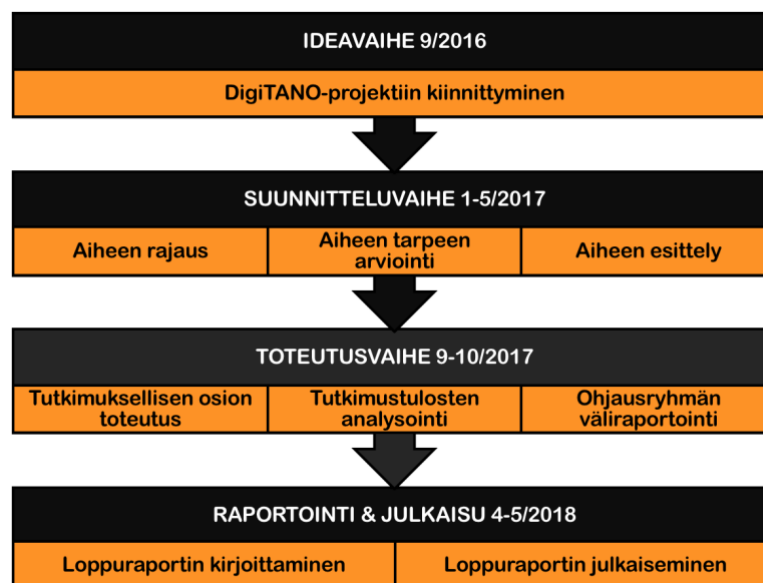 IDEAVAIHE 9/2016
DigiTANO-projektiin kiinnittyminen
SUUNNITTELUVAIHE 1-5/2017
Aiheen rajaus
Aiheen tarpeen
arviointi
Aiheen esittely
TOTEUTUSVAIHE 9-10/2017
Tutkimuksellisen osion
toteutus
Tutkimustulosten
analysointi
Ohjausryhmän
väliraportointi
RAPORTOINTI & JULKAISU 4-5/2018
Loppuraportin kirjoittaminen
Loppuraportin julkaiseminen